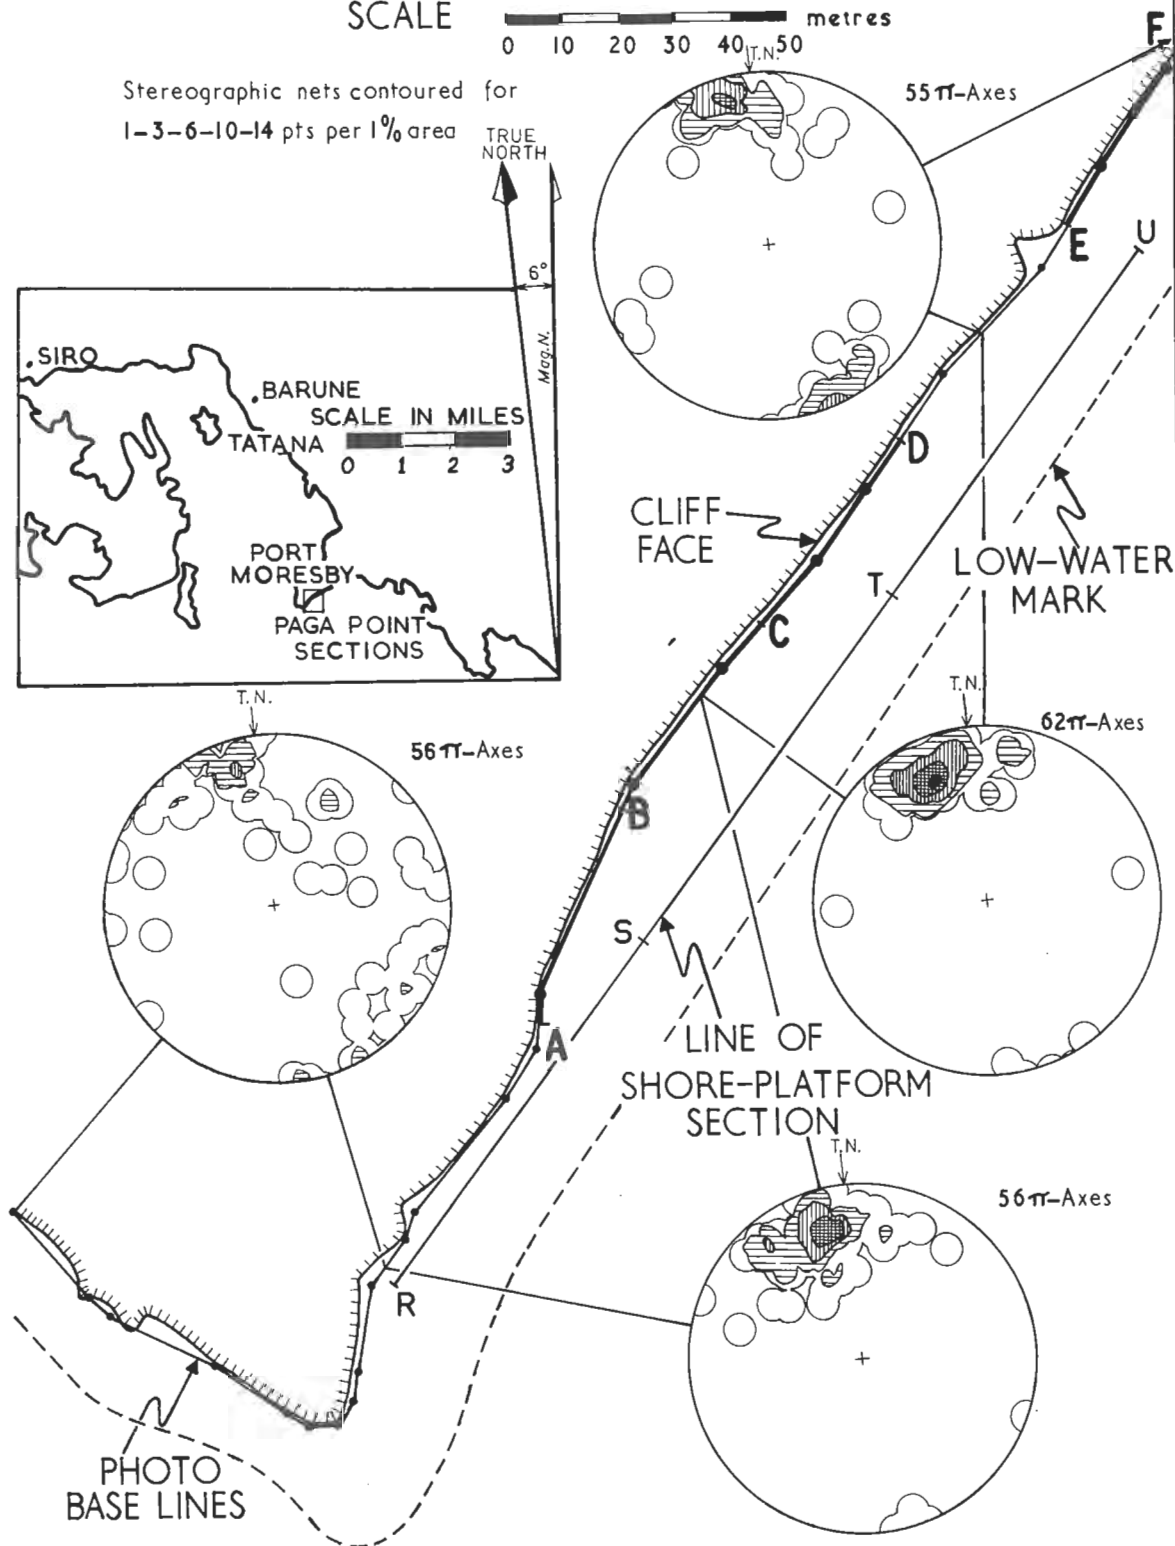 SCALE
metres
0 10 20 30 40 50
Stereographic nets contoured for
1-3-6-10-14 pts per 1% area
TRUE
NORTH
6°
Mag.N.
SIRO
BARUNE
SCALE IN MILES
TATANA
0 1 2 3
PORT
MORESBY
PAGA POINT
SECTIONS
T.N.
55 π-Axes
F
E
U
D
CLIFF
FACE
LOW-WATER
MARK
T
C
T.N.
56 π-Axes
T.N.
62 π-Axes
B
S
A
LINE OF
SHORE-PLATFORM
SECTION
T.N.
56 π-Axes
R
PHOTO
BASE LINES